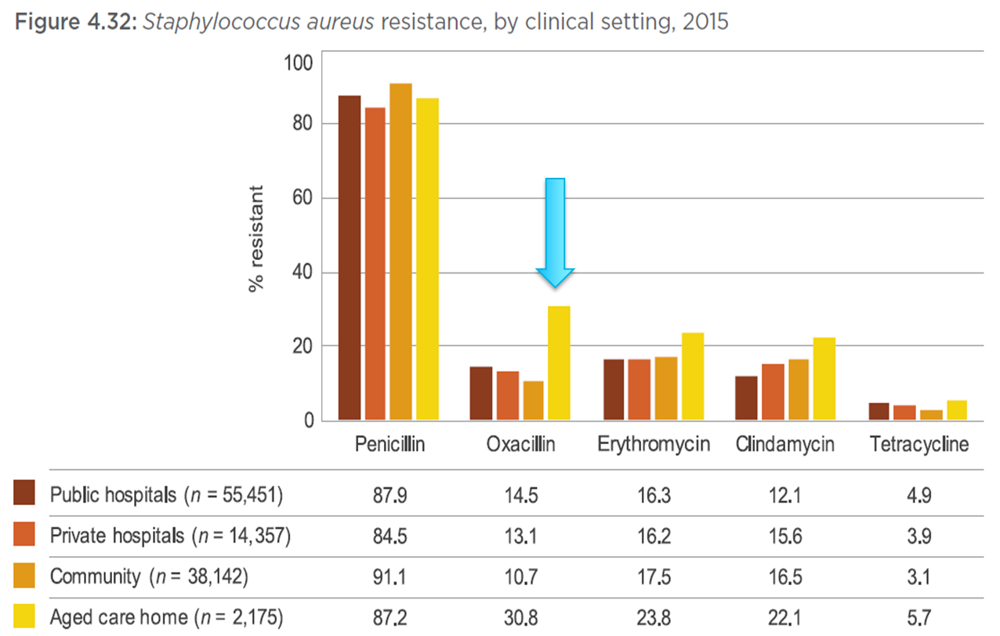 Figure 4.32: Staphylococcus aureus resistance, by clinical setting, 2015
100
80
60
40
20
0
% resistant
Penicillin Oxacillin Erythromycin Clindamycin Tetracycline
Public hospitals (n = 55,451) 87.9 14.5 16.3 12.1 4.9
Private hospitals (n = 14,357) 84.5 13.1 16.2 15.6 3.9
Community (n = 38,142) 91.1 10.7 17.5 16.5 3.1
Aged care home (n = 2,175) 87.2 30.8 23.8 22.1 5.7